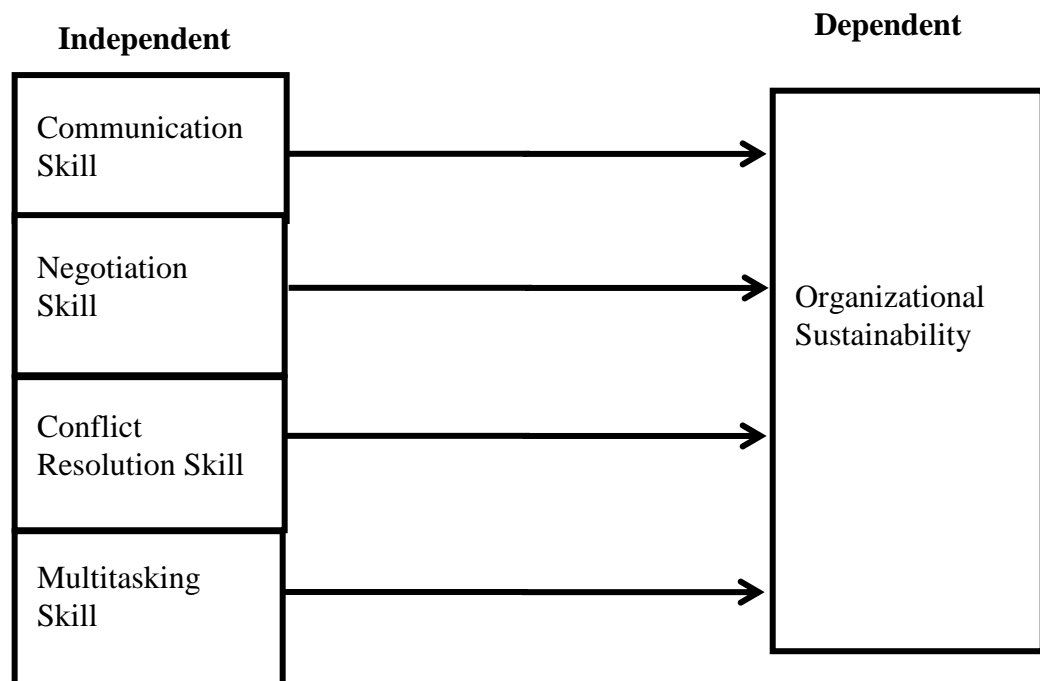 Independent
Dependent
Communication
Skill
Negotiation
Skill
Organizational
Sustainability
Conflict
Resolution Skill
Multitasking
Skill